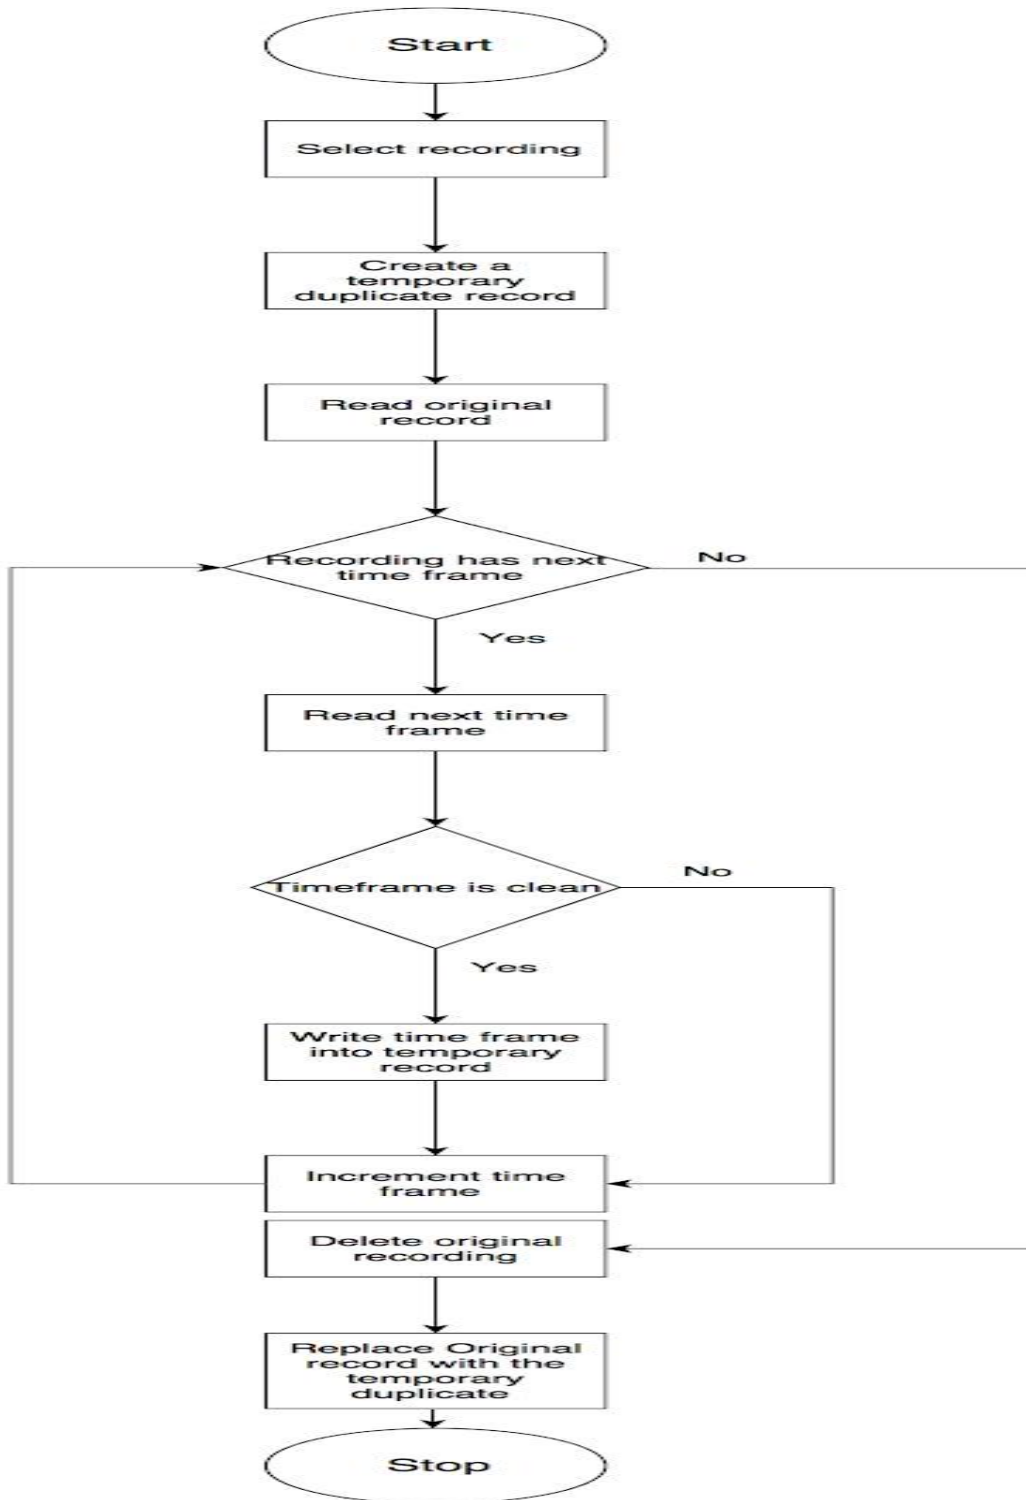 Start
Select recording
Create a
temporary
duplicate record
Read original
record
Recording has next
time frame
No
Yes
Read next time
frame
Timeframe is clean
No
Yes
Write time frame
into temporary
record
Increment time
frame
Delete original
recording
Replace Original
record with the
temporary
duplicate
Stop